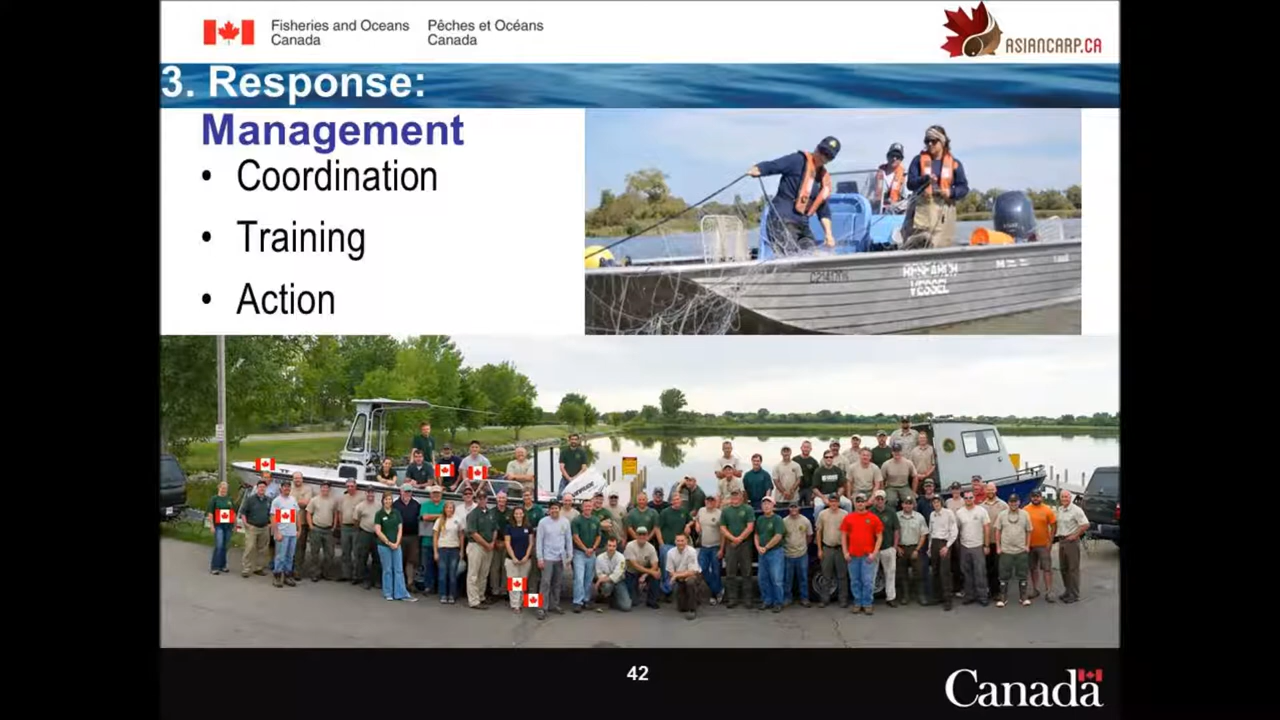 Fisheries and Oceans
Canada
Pêches et Océans
Canada
ASIANCARP.CA
3. Response:
Management
• Coordination
• Training
• Action
RESEARCH
VESSEL
42
Canada